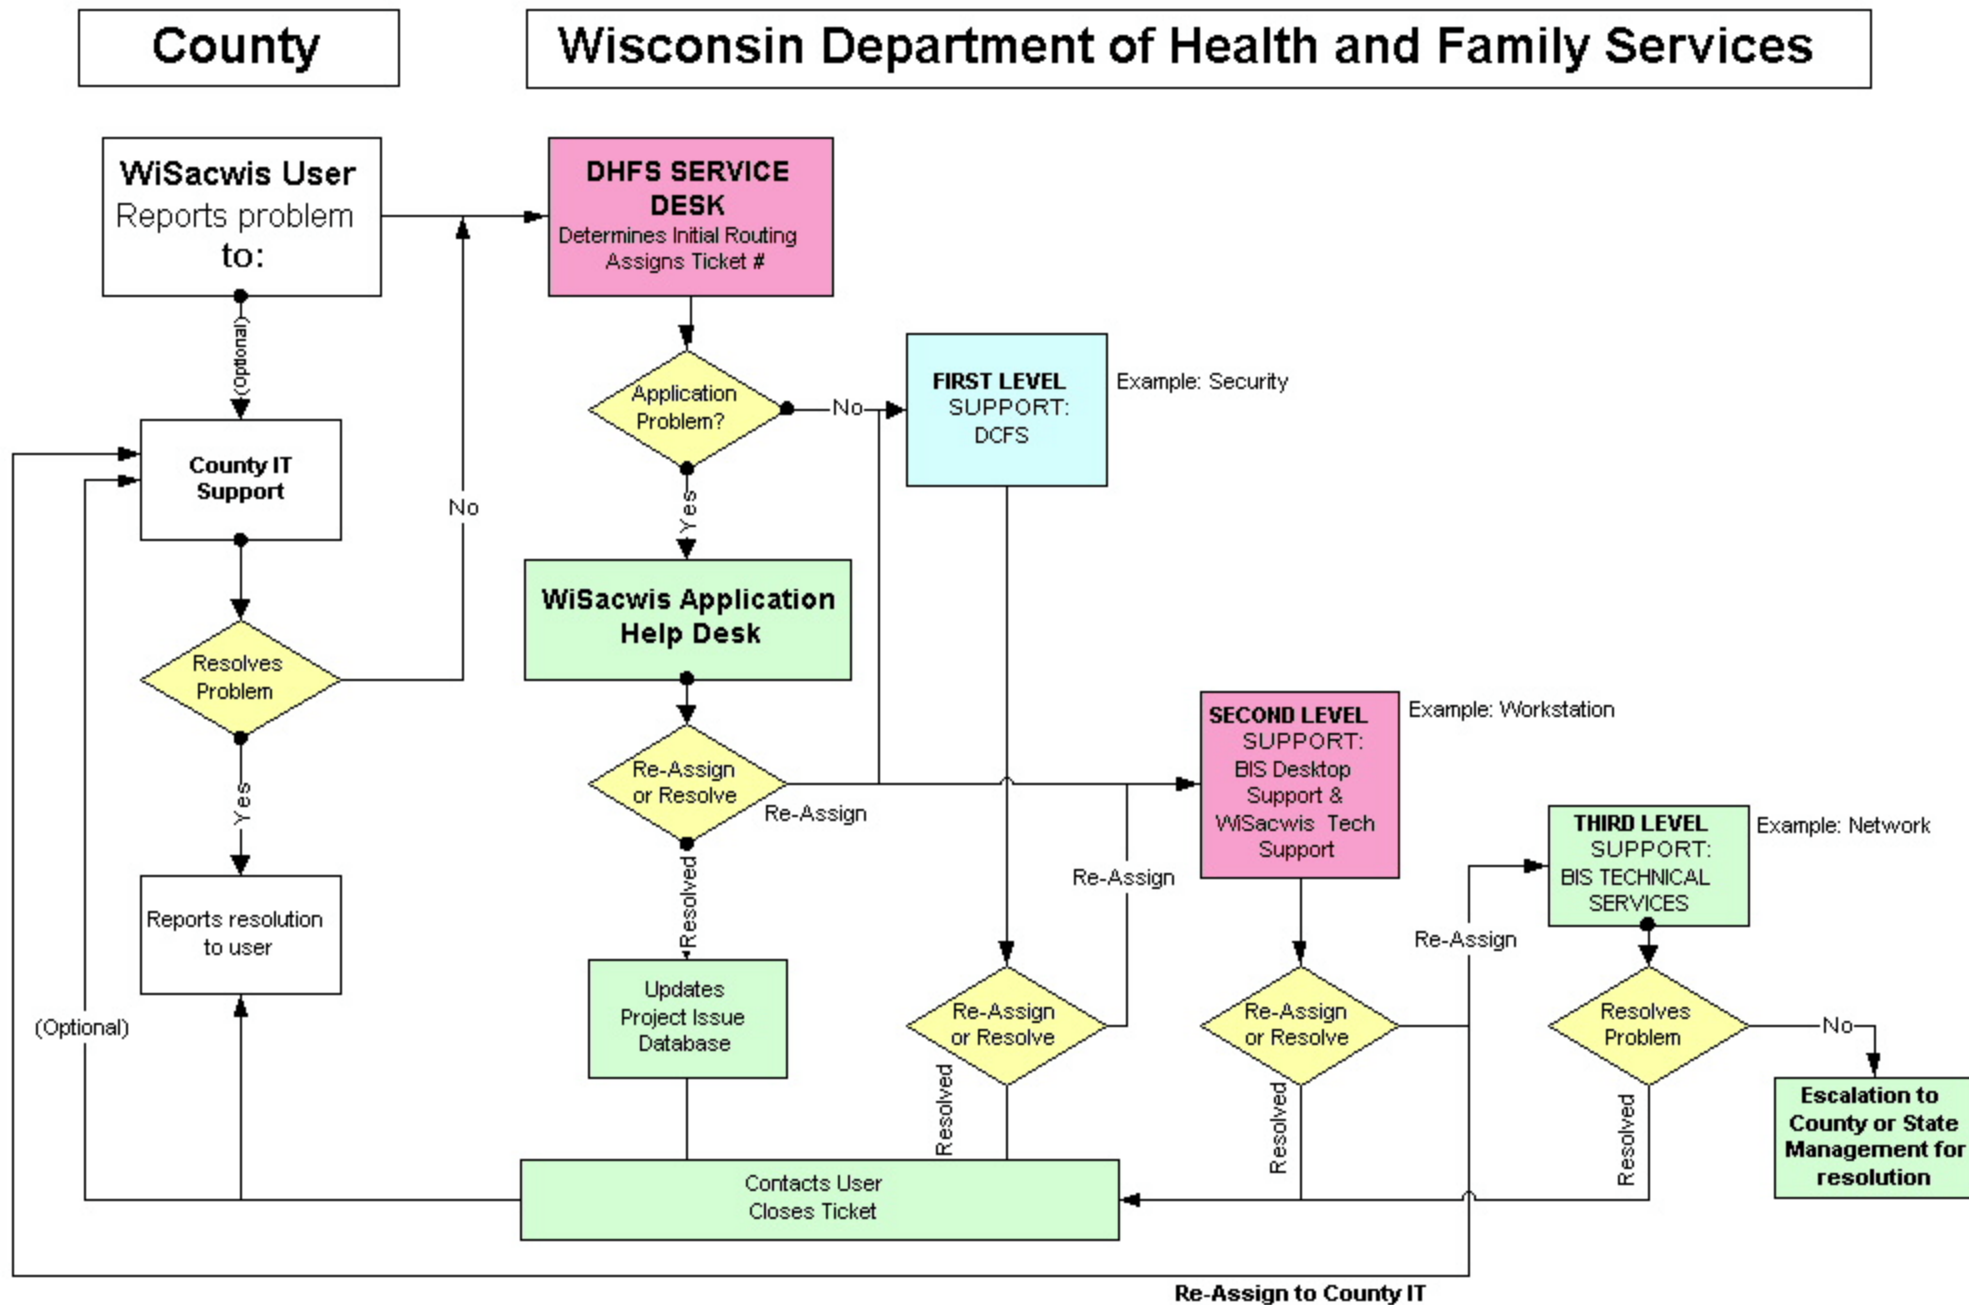 County
Wisconsin Department of Health and Family Services
WiSacwis User
Reports problem
to:
DHFS SERVICE
DESK
Determines Initial Routing
Assigns Ticket #
(Optional)
Application
Problem?
No
FIRST LEVEL
SUPPORT:
DCFS
Example: Security
County IT
Support
No
Yes
WiSacwis Application
Help Desk
Resolves
Problem
Yes
Re-Assign
or Resolve
Re-Assign
Resolved
SECOND LEVEL
SUPPORT:
BIS Desktop
Support &
WISacwis Tech
Support
Example: Workstation
Re-Assign
THIRD LEVEL
SUPPORT:
BIS TECHNICAL
SERVICES
Example: Network
Re-Assign
Reports resolution
to user
(Optional)
Updates
Project Issue
Database
Re-Assign
or Resolve
Resolved
Re-Assign
or Resolve
Resolved
Resolves
Problem
No
Resolved
Escalation to
County or State
Management for
resolution
Contacts User
Closes Ticket
Re-Assign to County IT